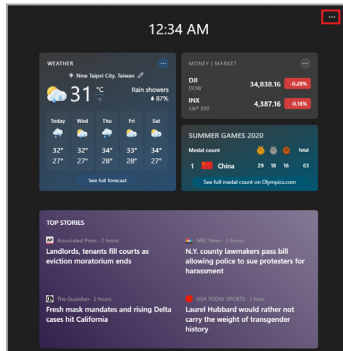 12:34 AM
WEATHER
New Taipei City, Taiwan
31 °C
°F
Rain showers
87%
Today Wed Thu Fri Sat
32° 32° 34° 33° 34°
27° 27° 28° 28° 27°
See full forecast
MONEY | MARKET
DJI
DOW
34,838.16 -0.28%
INX
S&P 500
4,387.16 -0.18%
SUMMER GAMES 2020
Medal count Total
1 China 29 18 16 63
See full medal count on Olympics.com
TOP STORIES
Associated Press · 2 hours
Landlords, tenants fill courts as
eviction moratorium ends
NBC News · 2 hours
N.Y. county lawmakers pass bill
allowing police to sue protesters for
harassment
The Guardian · 2 hours
Fresh mask mandates and rising Delta
cases hit California
USA TODAY SPORTS · 1 hour
Laurel Hubbard would rather not
carry the weight of transgender
history